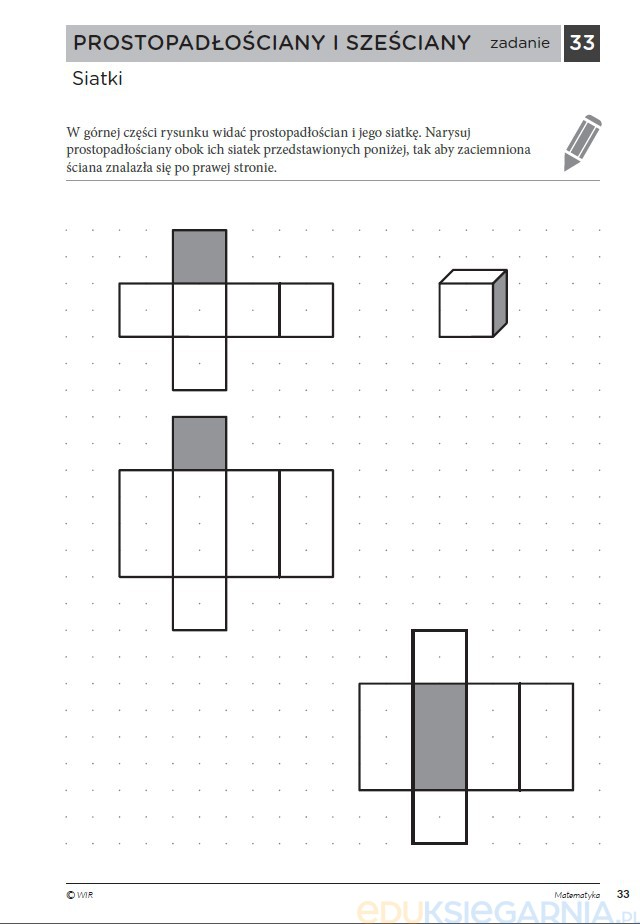 PROSTOPADŁOŚCIANY I SZEŚCIANY zadanie 33
Siatki
W górnej części rysunku widać prostopadłościan i jego siatkę. Narysuj
prostopadłościany obok ich siatek przedstawionych poniżej, tak aby zaciemniona
ściana znalazła się po prawej stronie.
© WIR Matematyka 33
eDUKSIEGARNIA.PL